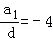 a₁/d = −4